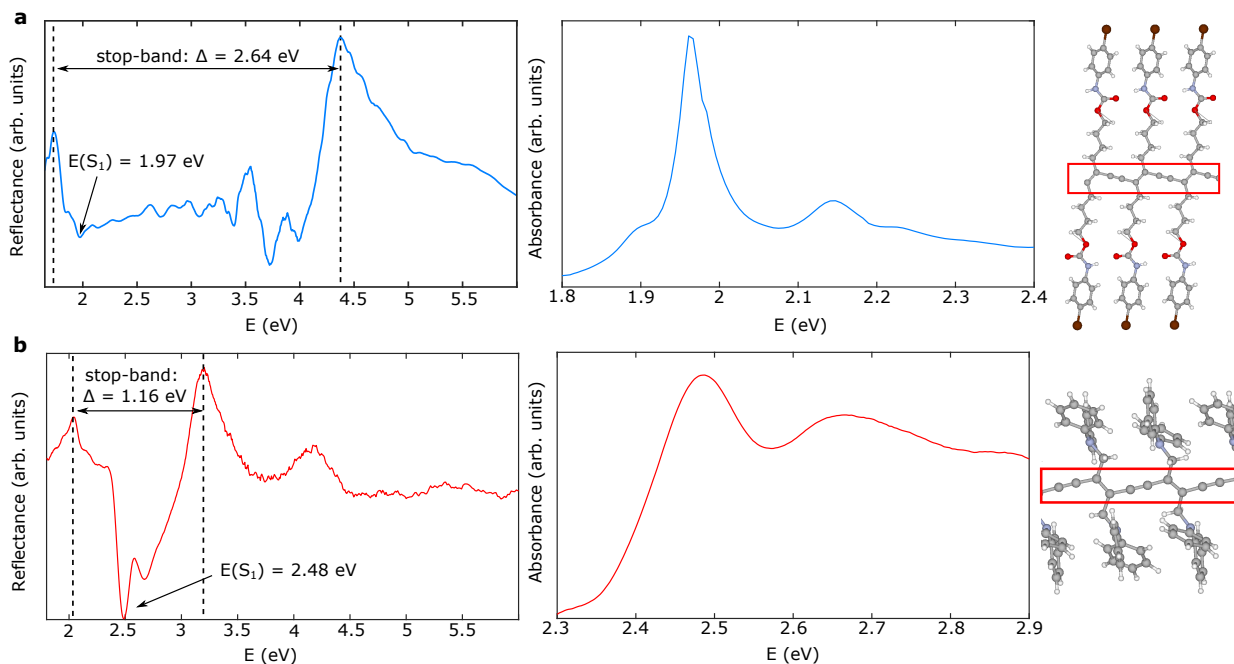 a
Reflectance (arb. units)
stop-band: Δ = 2.64 eV
E(S₁) = 1.97 eV
2 2.5 3 3.5 4 4.5 5 5.5
E (eV)
Absorbance (arb. units)
1.8 1.9 2 2.1 2.2 2.3 2.4
E (eV)
b
Reflectance (arb. units)
stop-band:
Δ = 1.16 eV
E(S₁) = 2.48 eV
2 2.5 3 3.5 4 4.5 5 5.5
E (eV)
Absorbance (arb. units)
2.3 2.4 2.5 2.6 2.7 2.8 2.9
E (eV)